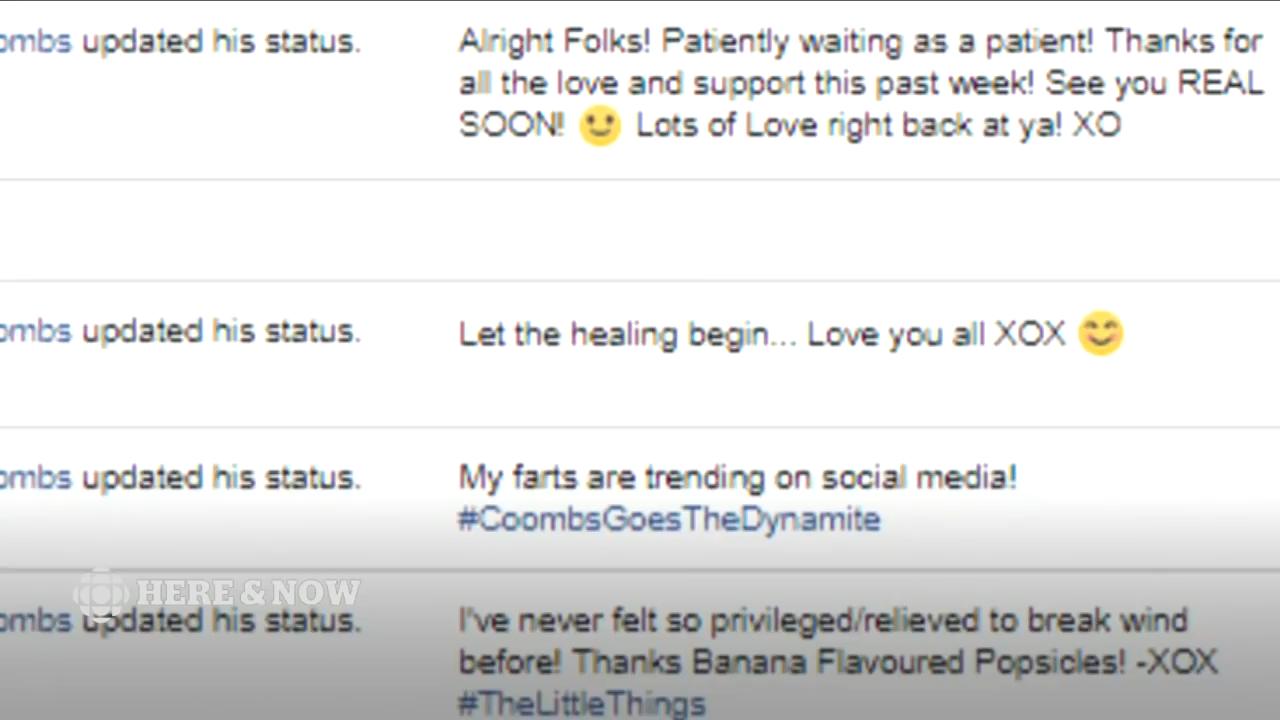 ombs updated his status.
Alright Folks! Patiently waiting as a patient! Thanks for
all the love and support this past week! See you REAL
SOON! 🙂 Lots of Love right back at ya! XO
ombs updated his status.
Let the healing begin... Love you all XOX 😊
ombs updated his status.
My farts are trending on social media!
#CoombsGoesTheDynamite
HERE & NOW
ombs updated his status.
I've never felt so privileged/relieved to break wind
before! Thanks Banana Flavoured Popsicles! -XOX
#TheLittleThings